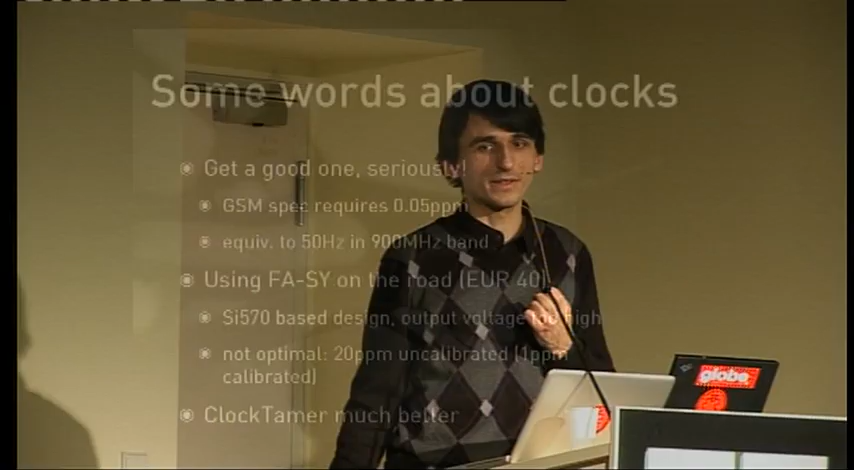 Some words about clocks
Get a good one, seriously!
GSM spec requires 0.05ppm
equiv. to 50Hz in 900MHz band
Using FA-SY on the road (EUR 40)
Si570 based design, output voltage too high
not optimal: 20ppm uncalibrated (1ppm
calibrated)
ClockTamer much better
globe